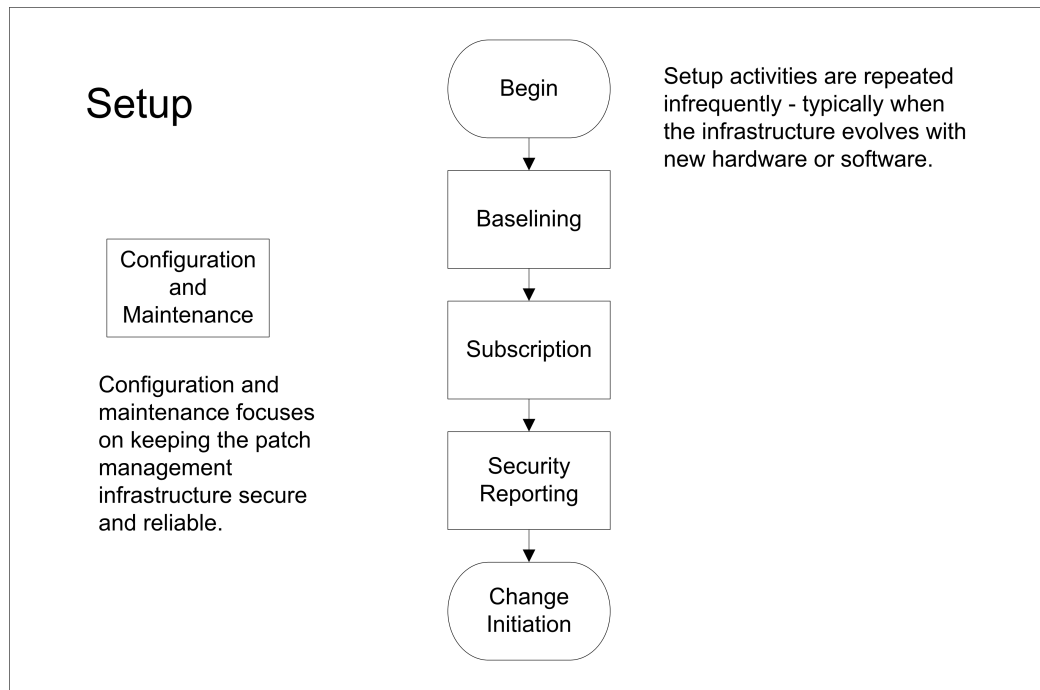 Setup
Begin
Setup activities are repeated
infrequently - typically when
the infrastructure evolves with
new hardware or software.
Baselining
Configuration
and
Maintenance
Subscription
Configuration and
maintenance focuses
on keeping the patch
management
infrastructure secure
and reliable.
Security
Reporting
Change
Initiation